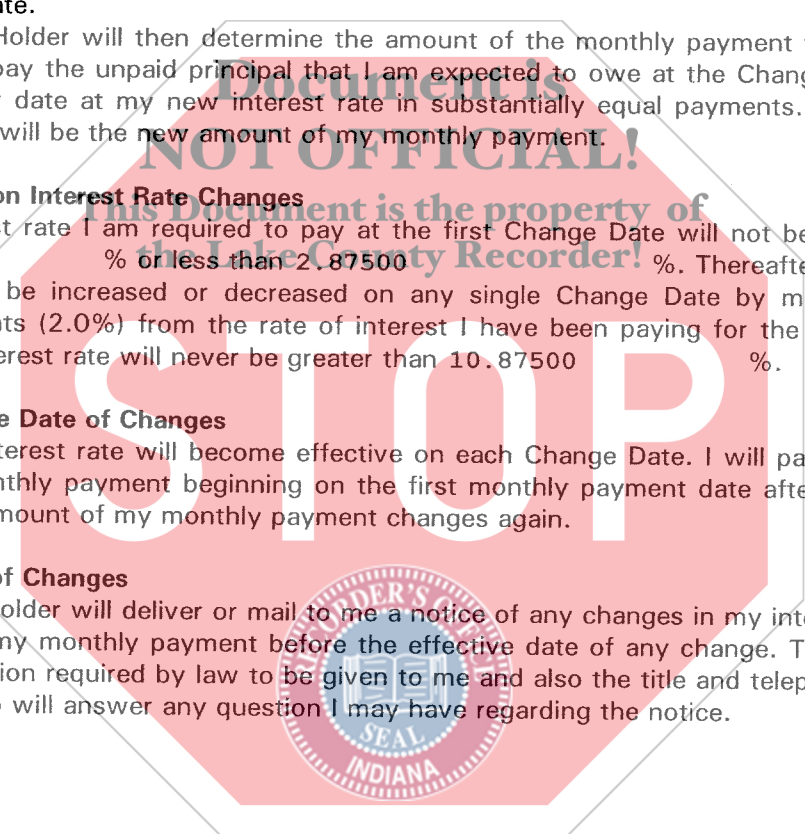 ate.
Holder will then determine the amount of the monthly payment
pay the unpaid principal that I am expected to owe at the Chang
date at my new interest rate in substantially equal payments.
will be the new amount of my monthly payment.
Document is
NOT OFFICIAL!
This Document is the property of
the Lake County Recorder!
on Interest Rate Changes
st rate I am required to pay at the first Change Date will not be
% or less than 2.87500 %. Thereafte
be increased or decreased on any single Change Date by m
nts (2.0%) from the rate of interest I have been paying for the
erest rate will never be greater than 10.87500 %.
STOP
e Date of Changes
terest rate will become effective on each Change Date. I will pa
nthly payment beginning on the first monthly payment date afte
mount of my monthly payment changes again.
of Changes
older will deliver or mail to me a notice of any changes in my inte
my monthly payment before the effective date of any change. T
tion required by law to be given to me and also the title and telep
o will answer any question I may have regarding the notice.
RECORDER'S OFFICE
SEAL
INDIANA